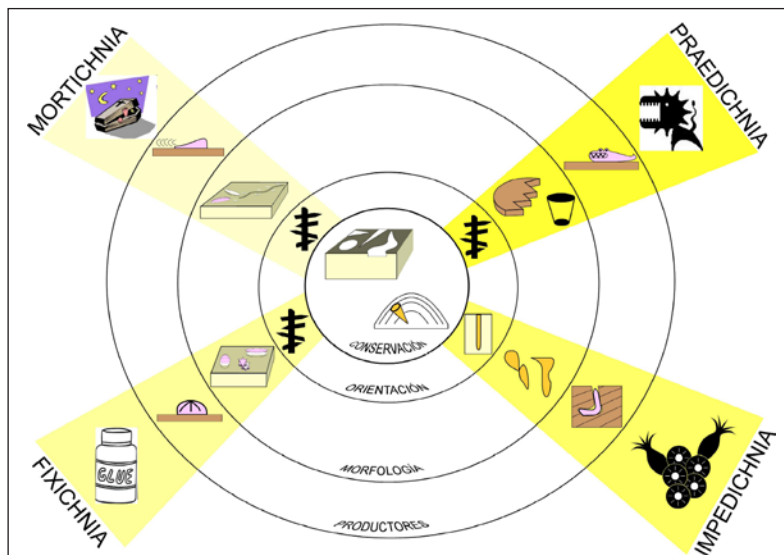 MORTICHNIA
PRAEDICHNIA
CONSERVACIÓN
ORIENTACIÓN
MORFOLOGÍA
PRODUCTORES
GLUE
FIXICHNIA
IMPEDICHNIA